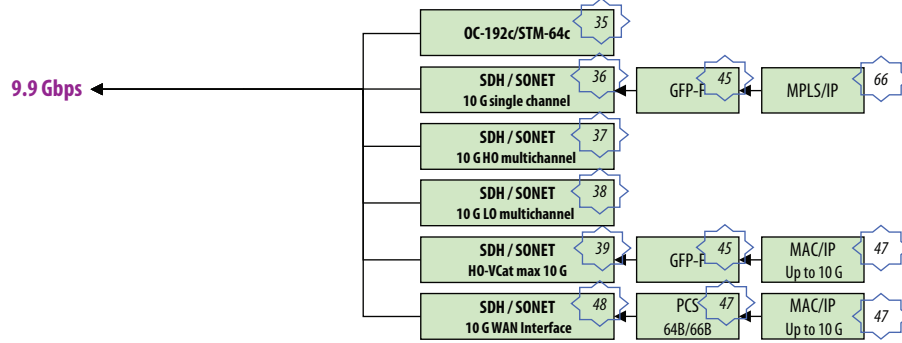 OC-192c/STM-64c
35
9.9 Gbps
SDH / SONET
10 G single channel
36
GFP-F
45
MPLS/IP
66
SDH / SONET
10 G HO multichannel
37
SDH / SONET
10 G LO multichannel
38
SDH / SONET
HO-VCat max 10 G
39
GFP-F
45
MAC/IP
Up to 10 G
47
SDH / SONET
10 G WAN Interface
48
PCS
64B/66B
47
MAC/IP
Up to 10 G
47